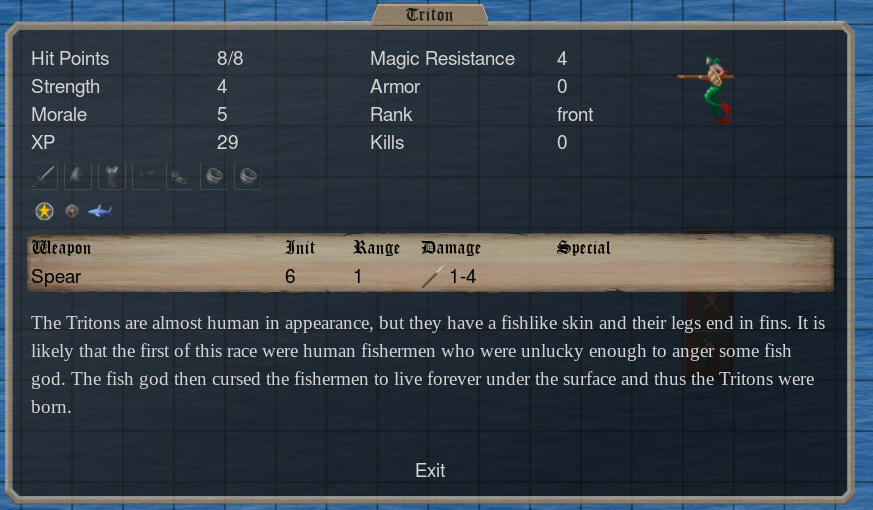 Triton
Hit Points 8/8 Magic Resistance 4
Strength 4 Armor 0
Morale 5 Rank front
XP 29 Kills 0
Weapon Init Range Damage Special
Spear 6 1 1-4
The Tritons are almost human in appearance, but they have a fishlike skin and their legs end in fins. It is
likely that the first of this race were human fishermen who were unlucky enough to anger some fish
god. The fish god then cursed the fishermen to live forever under the surface and thus the Tritons were
born.
Exit